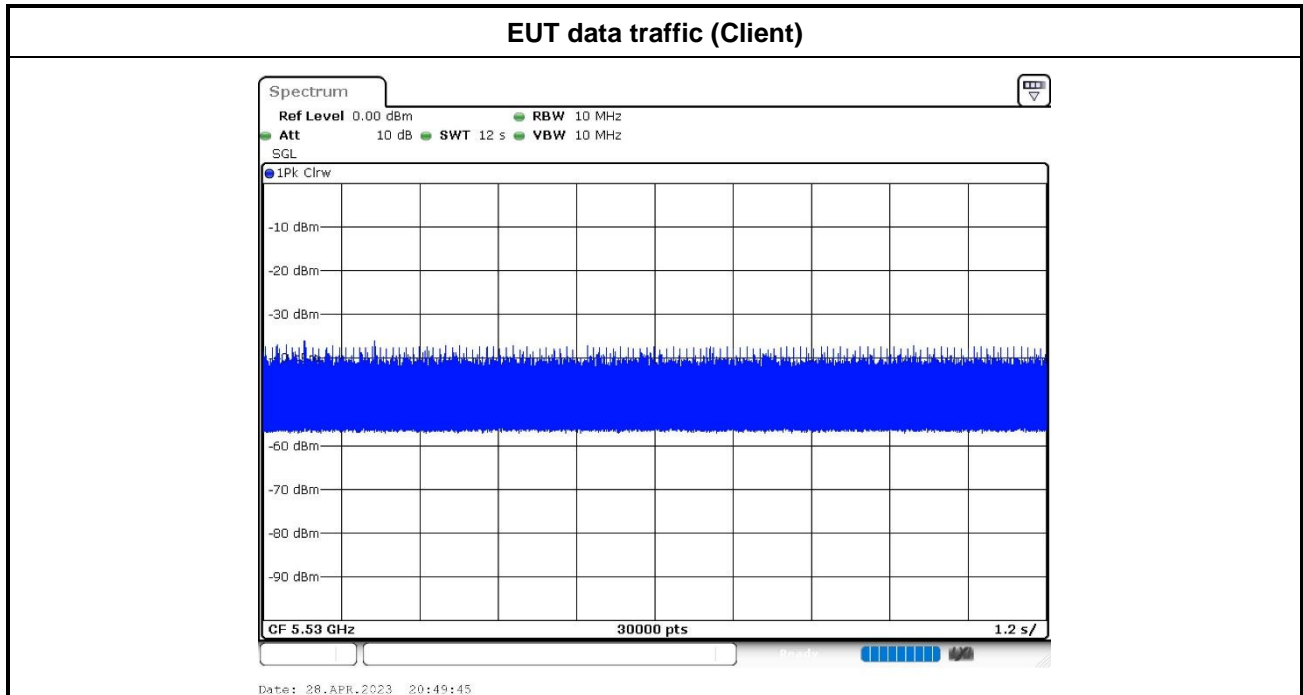 EUT data traffic (Client)
Spectrum
Ref Level 0.00 dBm RBW 10 MHz
Att 10 dB SWT 12 s VBW 10 MHz
SGL
1Pk Clrw
-10 dBm
-20 dBm
-30 dBm
-60 dBm
-70 dBm
-80 dBm
-90 dBm
CF 5.53 GHz 30000 pts 1.2 s/
Ready
Date: 28.APR.2023 20:49:45